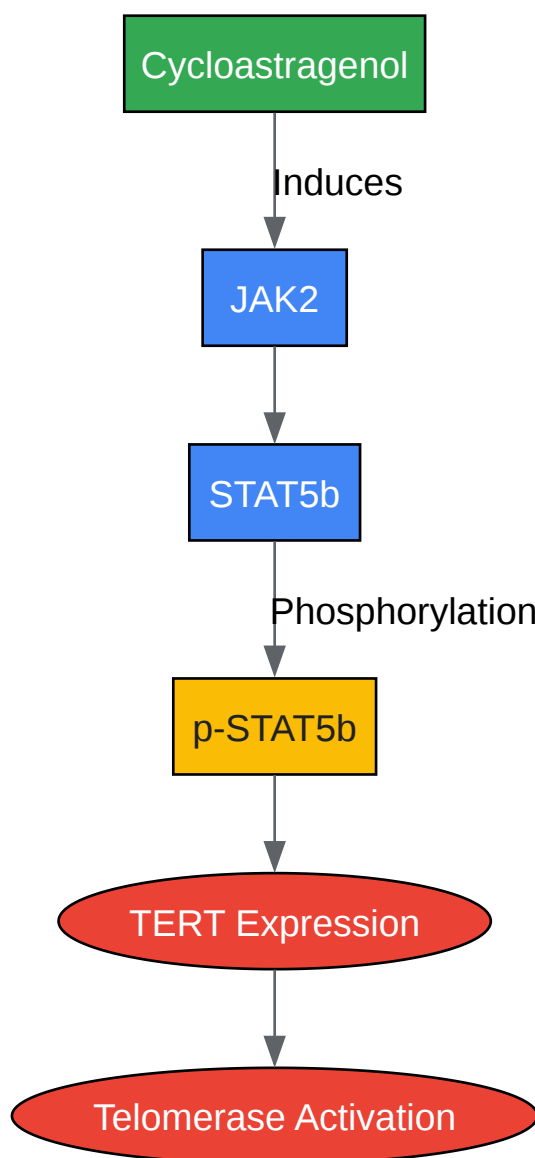 Cycloastragenol
Induces
JAK2
STAT5b
Phosphorylation
p-STAT5b
TERT Expression
Telomerase Activation